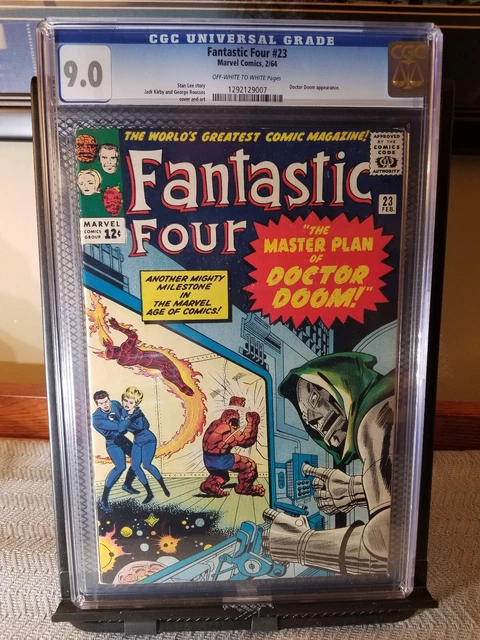 CGC UNIVERSAL GRADE
9.0
Fantastic Four #23
Marvel Comics, 2/64
OFF-WHITE TO WHITE Pages
Stan Lee story
Jack Kirby and George Roussos
cover and art
Doctor Doom appearance.
1292129007
CGC
THE WORLD'S GREATEST COMIC MAGAZINE!
APPROVED
BY THE
COMICS
CODE
AUTHORITY
Fantastic
Four
23
FEB.
MARVEL
COMICS
GROUP
12¢
"THE
MASTER PLAN
OF
DOCTOR
DOOM!"
ANOTHER MIGHTY
MILESTONE
IN
THE MARVEL
AGE OF COMICS!